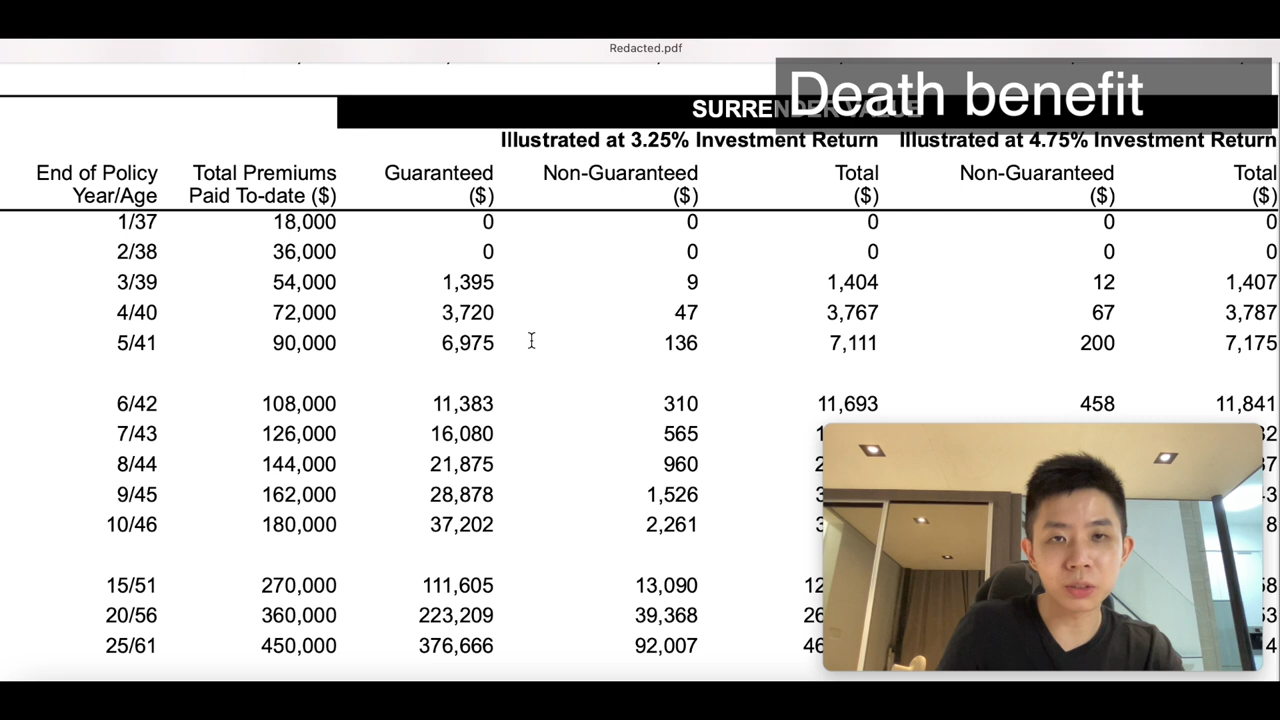 Redacted.pdf
Death benefit
SURRENDER VALUE
Illustrated at 3.25% Investment Return Illustrated at 4.75% Investment Return
End of Policy Total Premiums Guaranteed Non-Guaranteed Total Non-Guaranteed Total
Year/Age Paid To-date ($) ($) ($) ($) ($) ($)
1/37 18,000 0 0 0 0 0
2/38 36,000 0 0 0 0 0
3/39 54,000 1,395 9 1,404 12 1,407
4/40 72,000 3,720 47 3,767 67 3,787
5/41 90,000 6,975 136 7,111 200 7,175
6/42 108,000 11,383 310 11,693 458 11,841
7/43 126,000 16,080 565
8/44 144,000 21,875 960
9/45 162,000 28,878 1,526
10/46 180,000 37,202 2,261
15/51 270,000 111,605 13,090
20/56 360,000 223,209 39,368
25/61 450,000 376,666 92,007